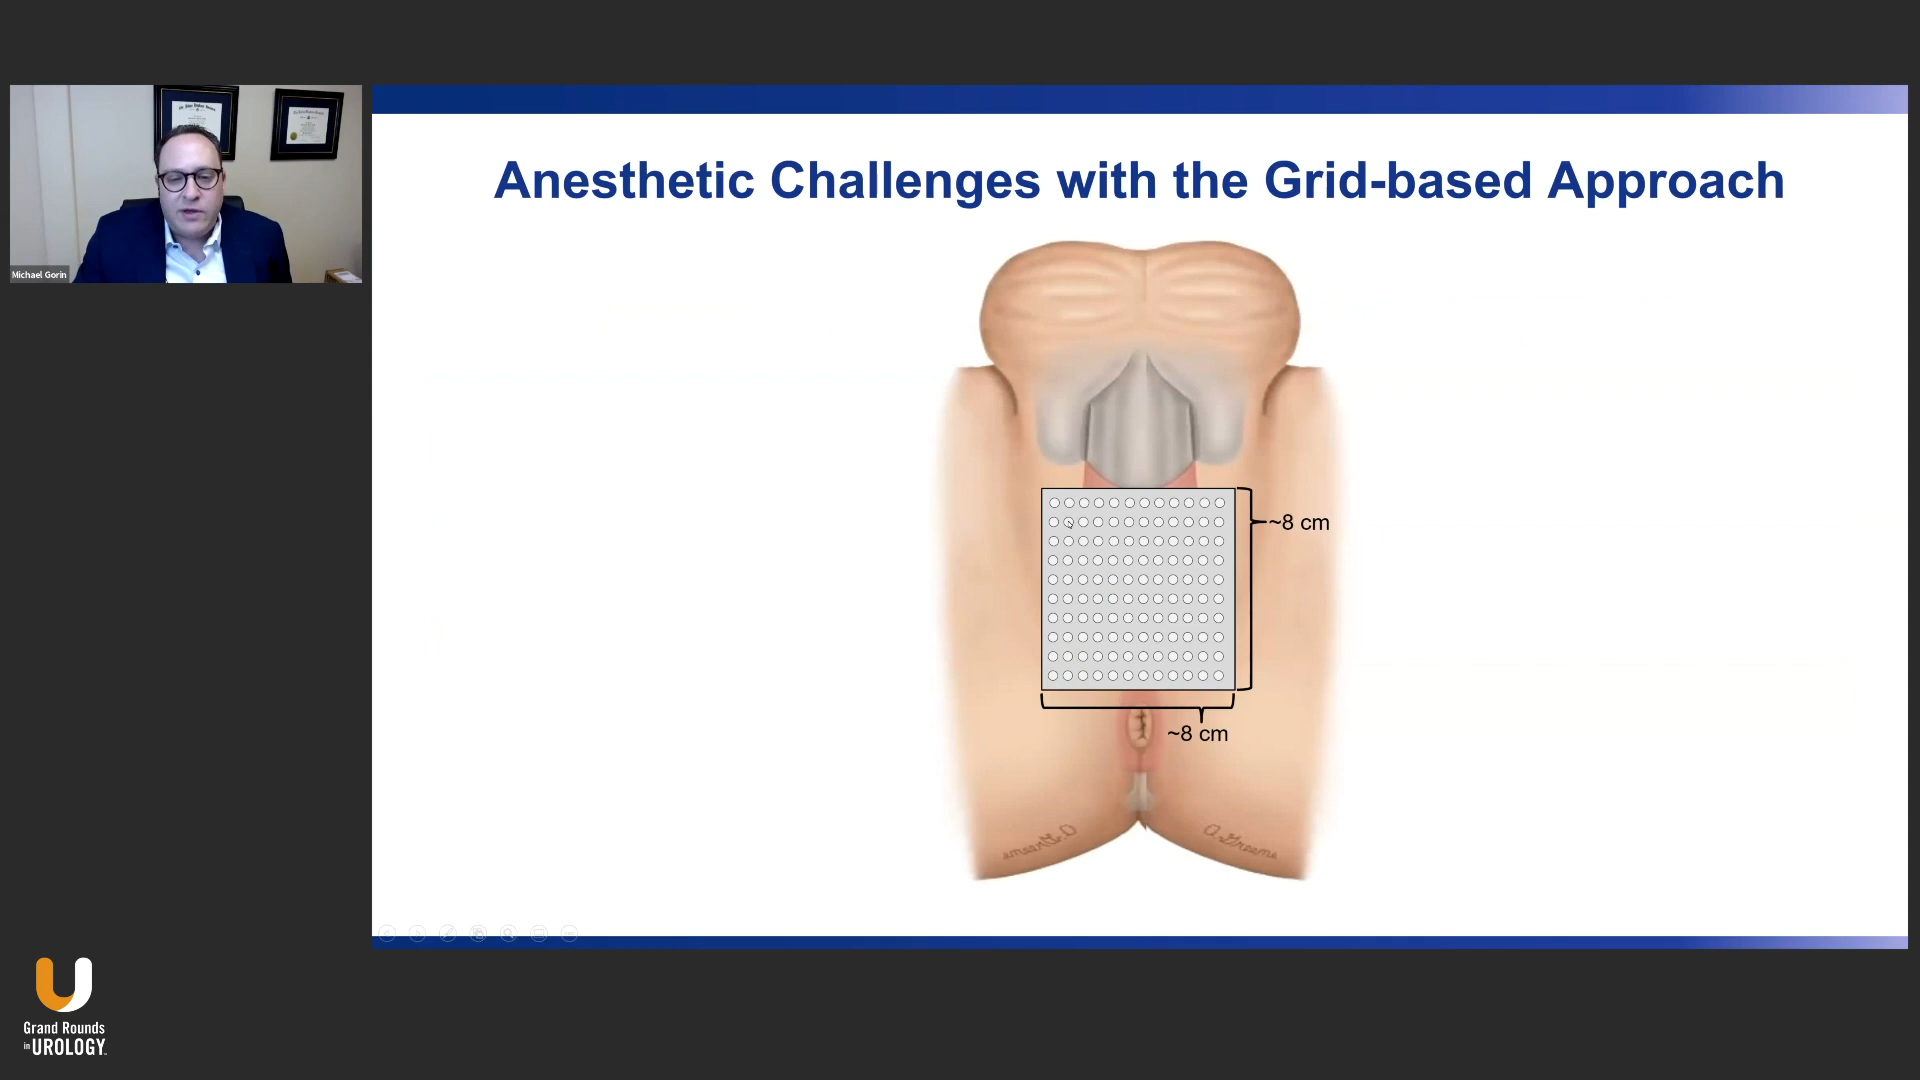 Anesthetic Challenges with the Grid-based Approach
Michael Gorin
~8 cm
~8 cm
Grand Rounds
in UROLOGY